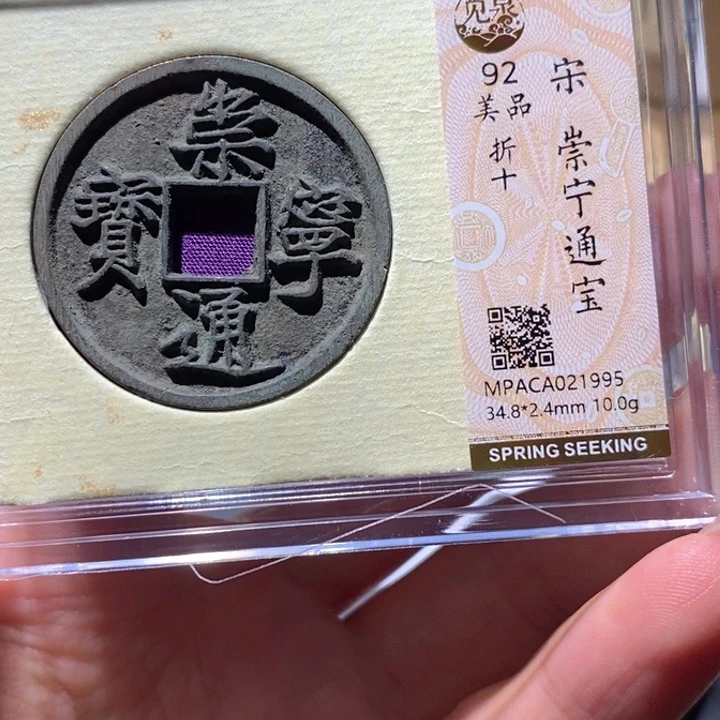 崇寧通寶
觅泉
92
美品
折十
宋 崇宁通宝
MPACA021995
34.8*2.4mm 10.0g
SPRING SEEKING